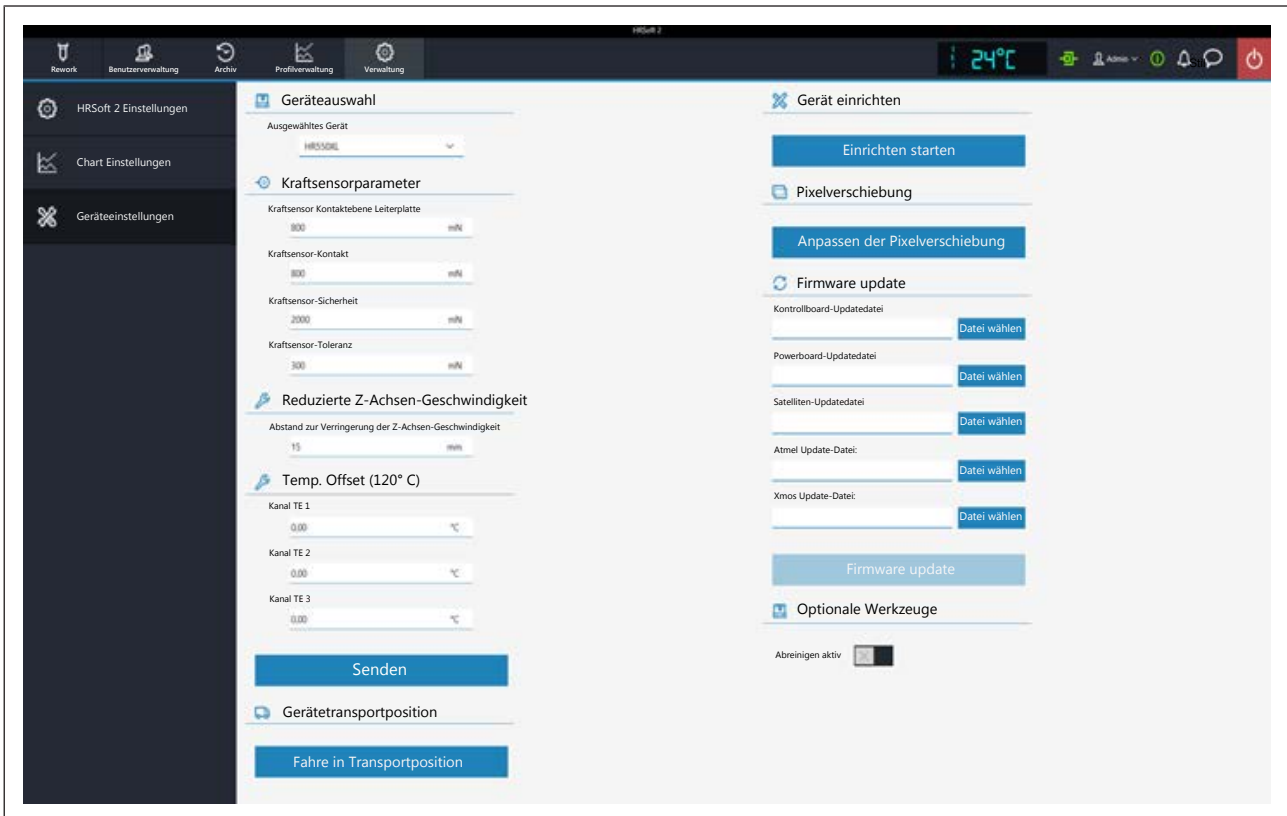 HRSoft 2
Rework
Benutzerverwaltung
Archiv
Profilverwaltung
Verwaltung
24°C
Admin
HRSoft 2 Einstellungen
Chart Einstellungen
Geräteeinstellungen
Geräteauswahl
Ausgewähltes Gerät
HR550XL
Kraftsensorparameter
Kraftsensor Kontaktebene Leiterplatte
800 mN
Kraftsensor-Kontakt
800 mN
Kraftsensor-Sicherheit
2000 mN
Kraftsensor-Toleranz
300 mN
Reduzierte Z-Achsen-Geschwindigkeit
Abstand zur Verringerung der Z-Achsen-Geschwindigkeit
15 mm
Temp. Offset (120° C)
Kanal TE 1
0,00 °C
Kanal TE 2
0,00 °C
Kanal TE 3
0,00 °C
Senden
Gerätetransportposition
Fahre in Transportposition
Gerät einrichten
Einrichten starten
Pixelverschiebung
Anpassen der Pixelverschiebung
Firmware update
Kontrollboard-Updatedatei
Datei wählen
Powerboard-Updatedatei
Datei wählen
Satelliten-Updatedatei
Datei wählen
Atmel Update-Datei:
Datei wählen
Xmos Update-Datei:
Datei wählen
Firmware update
Optionale Werkzeuge
Abreinigen aktiv